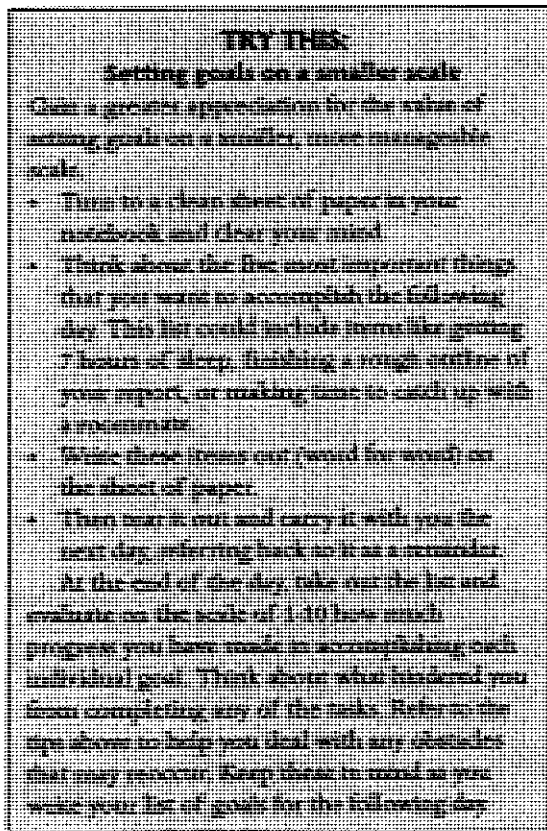 TRY THIS:
Setting goals on a smaller scale
Gain a greater appreciation for the value of
setting goals on a smaller, more manageable
scale.
• Turn to a clean sheet of paper in your
notebook and clear your mind.
• Think about the five most important things
that you want to accomplish the following
day. This list could include items like getting
7 hours of sleep, finishing a rough outline of
your report, or making time to catch up with
a roommate.
• Write these items out (word for word) on
the sheet of paper.
• Then tear it out and carry it with you the
next day, referring back to it as a reminder.
At the end of the day, take out the list and
evaluate on the scale of 1-10 how much
progress you have made in accomplishing each
individual goal. Think about what hindered you
from completing any of the tasks. Refer to the
tips above to help you deal with any obstacles
that may reoccur. Keep these in mind as you
write your list of goals for the following day.